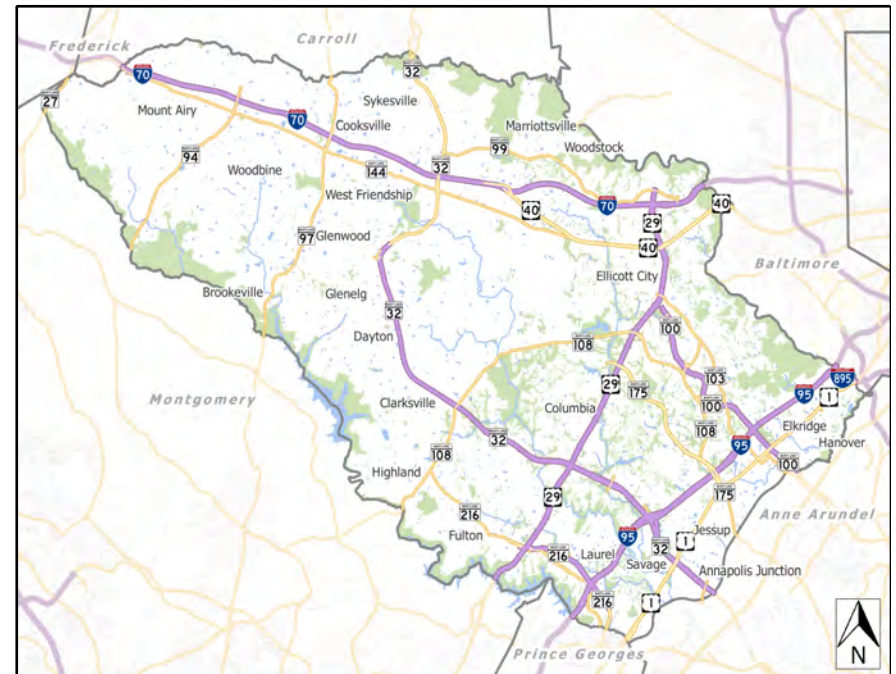 Carroll
Frederick
32
70
Sykesville
27
Mount Airy
70
Cooksville
Marriottsville
99
Woodstock
94
32
144
Woodbine
West Friendship
40
70
29
40
97
Glenwood
40
Baltimore
Ellicott City
Brookeville
Glenelg
32
100
Dayton
108
103
895
29
175
95
1
Montgomery
Clarksville
Columbia
100
Elkridge
108
32
108
95
Hanover
100
Highland
29
175
216
Anne Arundel
Fulton
95
Jessup
216
Laurel
32
1
Savage
Annapolis Junction
216
1
Prince Georges
N